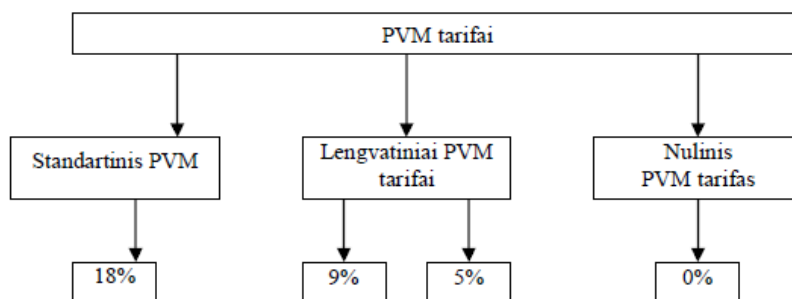 PVM tarifai
Standartinis PVM
Lengvatiniai PVM
tarifai
Nulinis
PVM tarifas
18%
9%
5%
0%